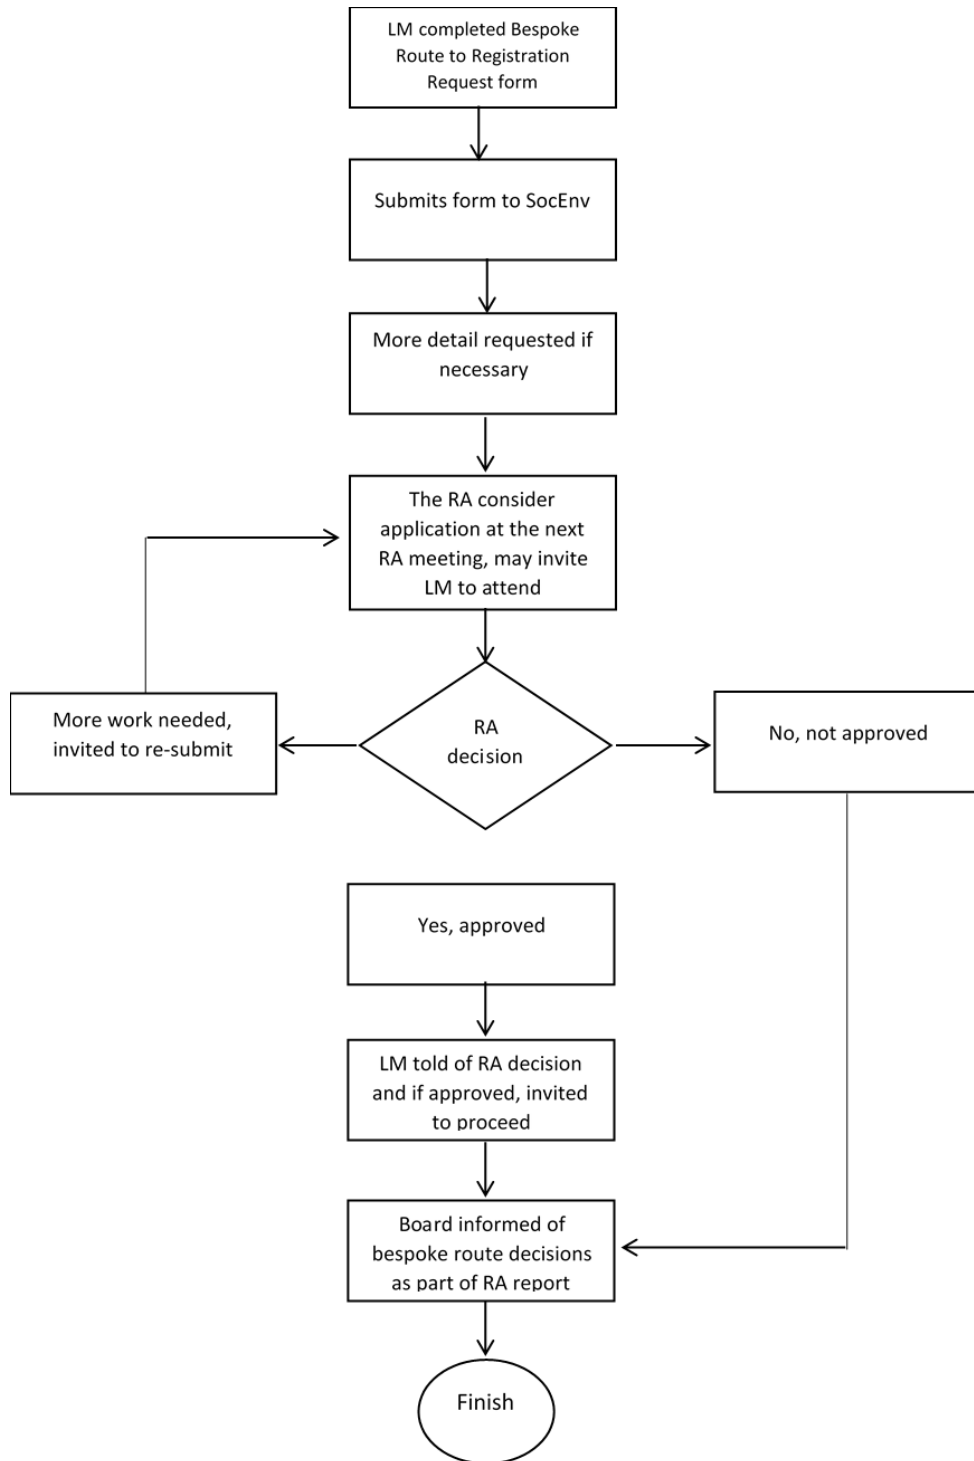 LM completed Bespoke
Route to Registration
Request form
Submits form to SocEnv
More detail requested if
necessary
The RA consider
application at the next
RA meeting, may invite
LM to attend
More work needed,
invited to re-submit
RA
decision
No, not approved
Yes, approved
LM told of RA decision
and if approved, invited
to proceed
Board informed of
bespoke route decisions
as part of RA report
Finish